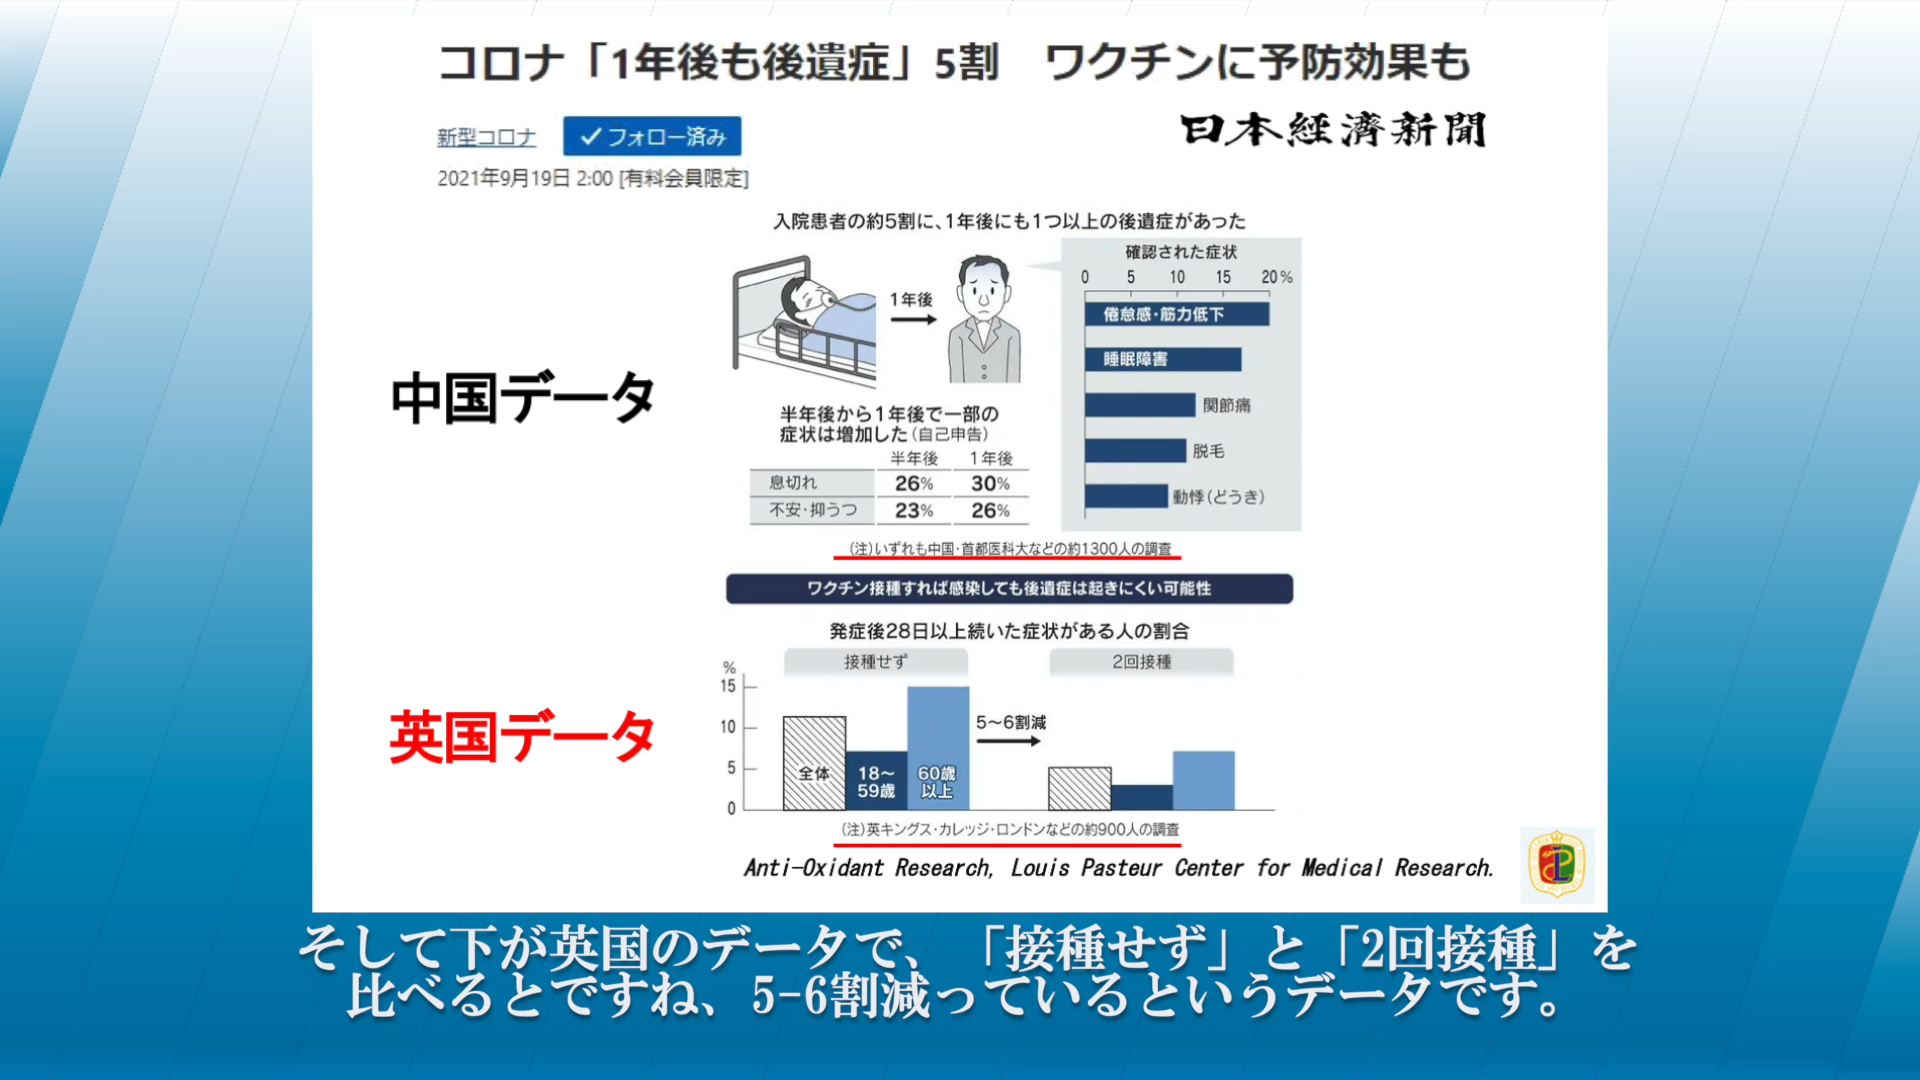 コロナ「1年後も後遺症」5割　ワクチンに予防効果も
日本経済新聞
新型コロナ
フォロー済み
2021年9月19日 2:00 [有料会員限定]
入院患者の約5割に、1年後にも1つ以上の後遺症があった
1年後
確認された症状
0 5 10 15 20%
倦怠感・筋力低下
睡眠障害
関節痛
脱毛
動悸(どうき)
中国データ
半年後から1年後で一部の
症状は増加した(自己申告)
半年後 1年後
息切れ 26% 30%
不安・抑うつ 23% 26%
(注)いずれも中国・首都医科大などの約1300人の調査
ワクチン接種すれば感染しても後遺症は起きにくい可能性
発症後28日以上続いた症状がある人の割合
英国データ
接種せず
2回接種
%
15
10
5
0
全体
18～
59歳
60歳
以上
5～6割減
(注)英キングス・カレッジ・ロンドンなどの約900人の調査
Anti-Oxidant Research, Louis Pasteur Center for Medical Research.
そして下が英国のデータで、「接種せず」と「2回接種」を
比べるとですね、5-6割減っているというデータです。